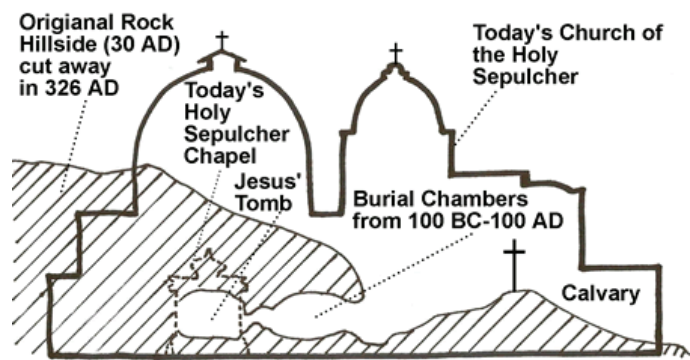 Origianal Rock
Hillside (30 AD)
cut away
in 326 AD
Today's
Holy
Sepulcher
Chapel
Jesus'
Tomb
Today's Church of
the Holy
Sepulcher
Burial Chambers
from 100 BC-100 AD
Calvary